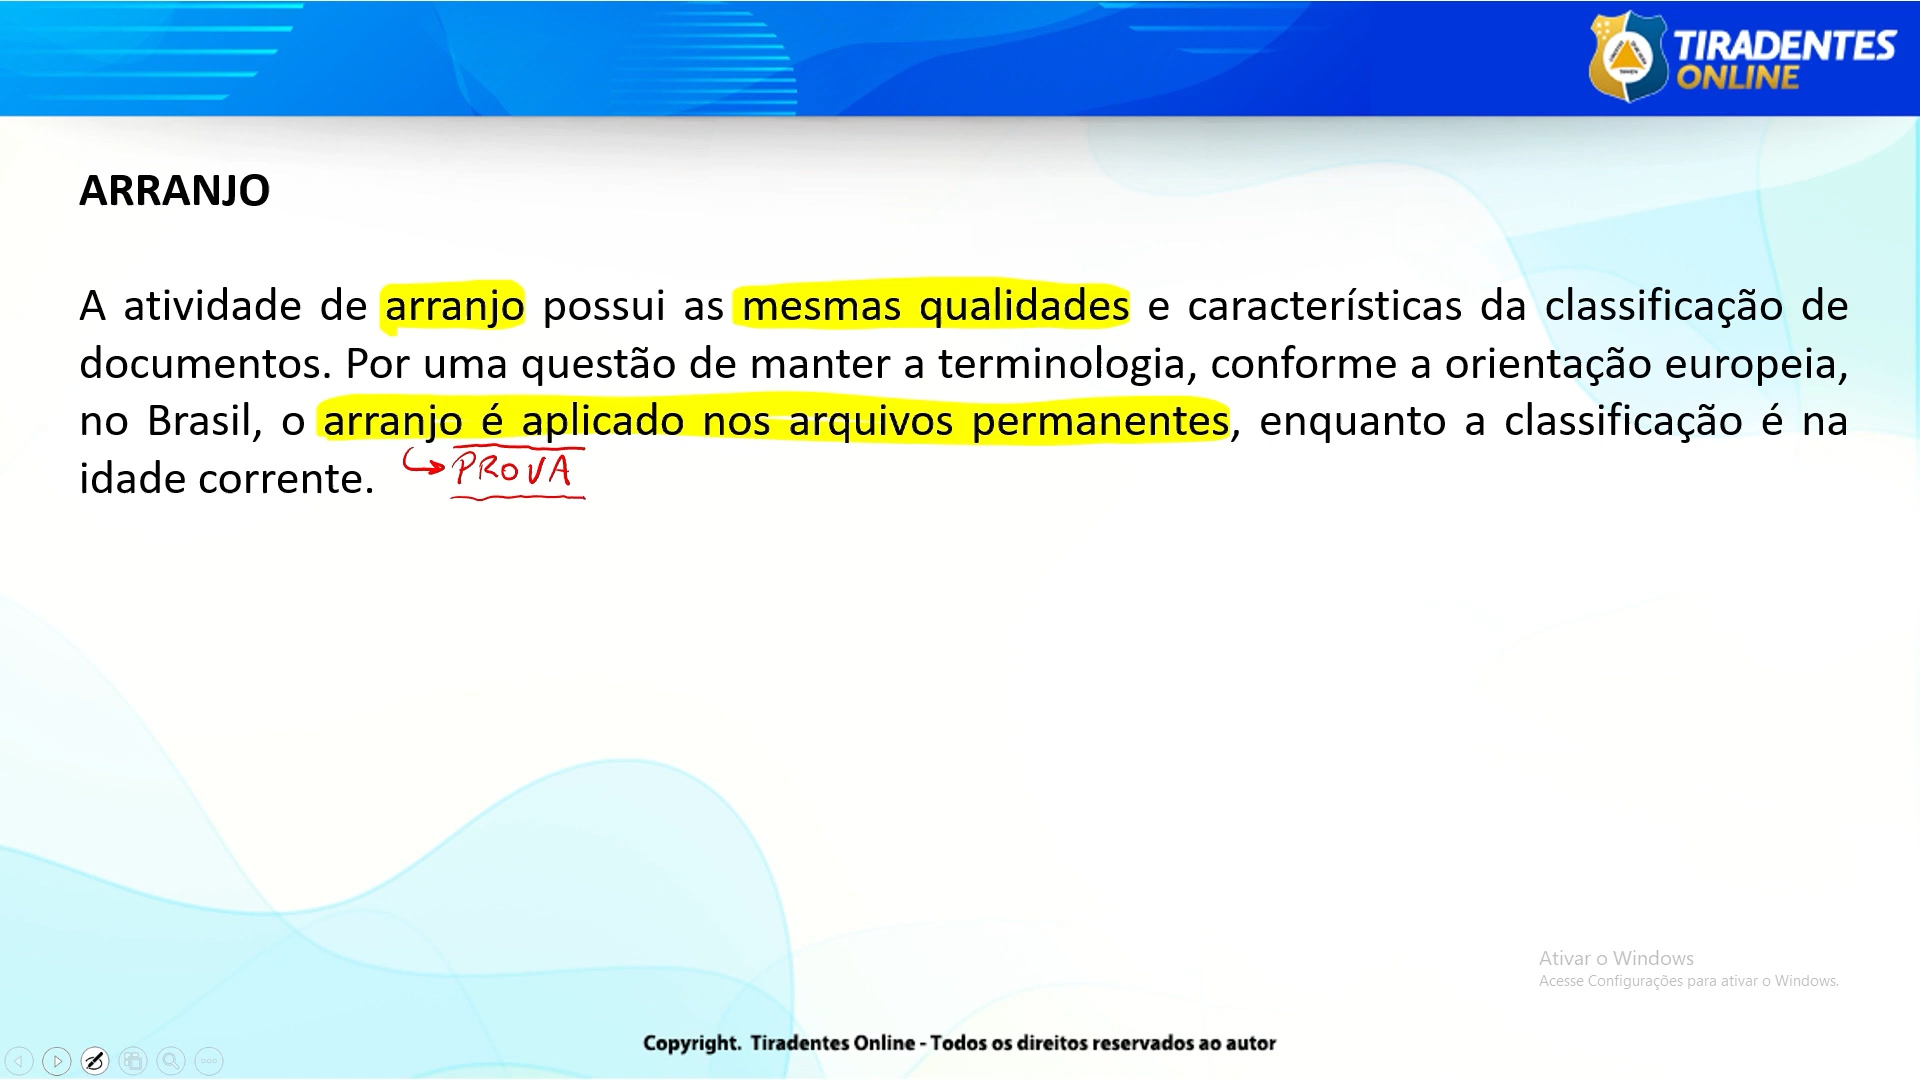 TIRADENTES
ONLINE
ARRANJO
A atividade de arranjo possui as mesmas qualidades e características da classificação de
documentos. Por uma questão de manter a terminologia, conforme a orientação europeia,
no Brasil, o arranjo é aplicado nos arquivos permanentes, enquanto a classificação é na
idade corrente.
PROVA
Ativar o Windows
Acesse Configurações para ativar o Windows.
Copyright. Tiradentes Online - Todos os direitos reservados ao autor